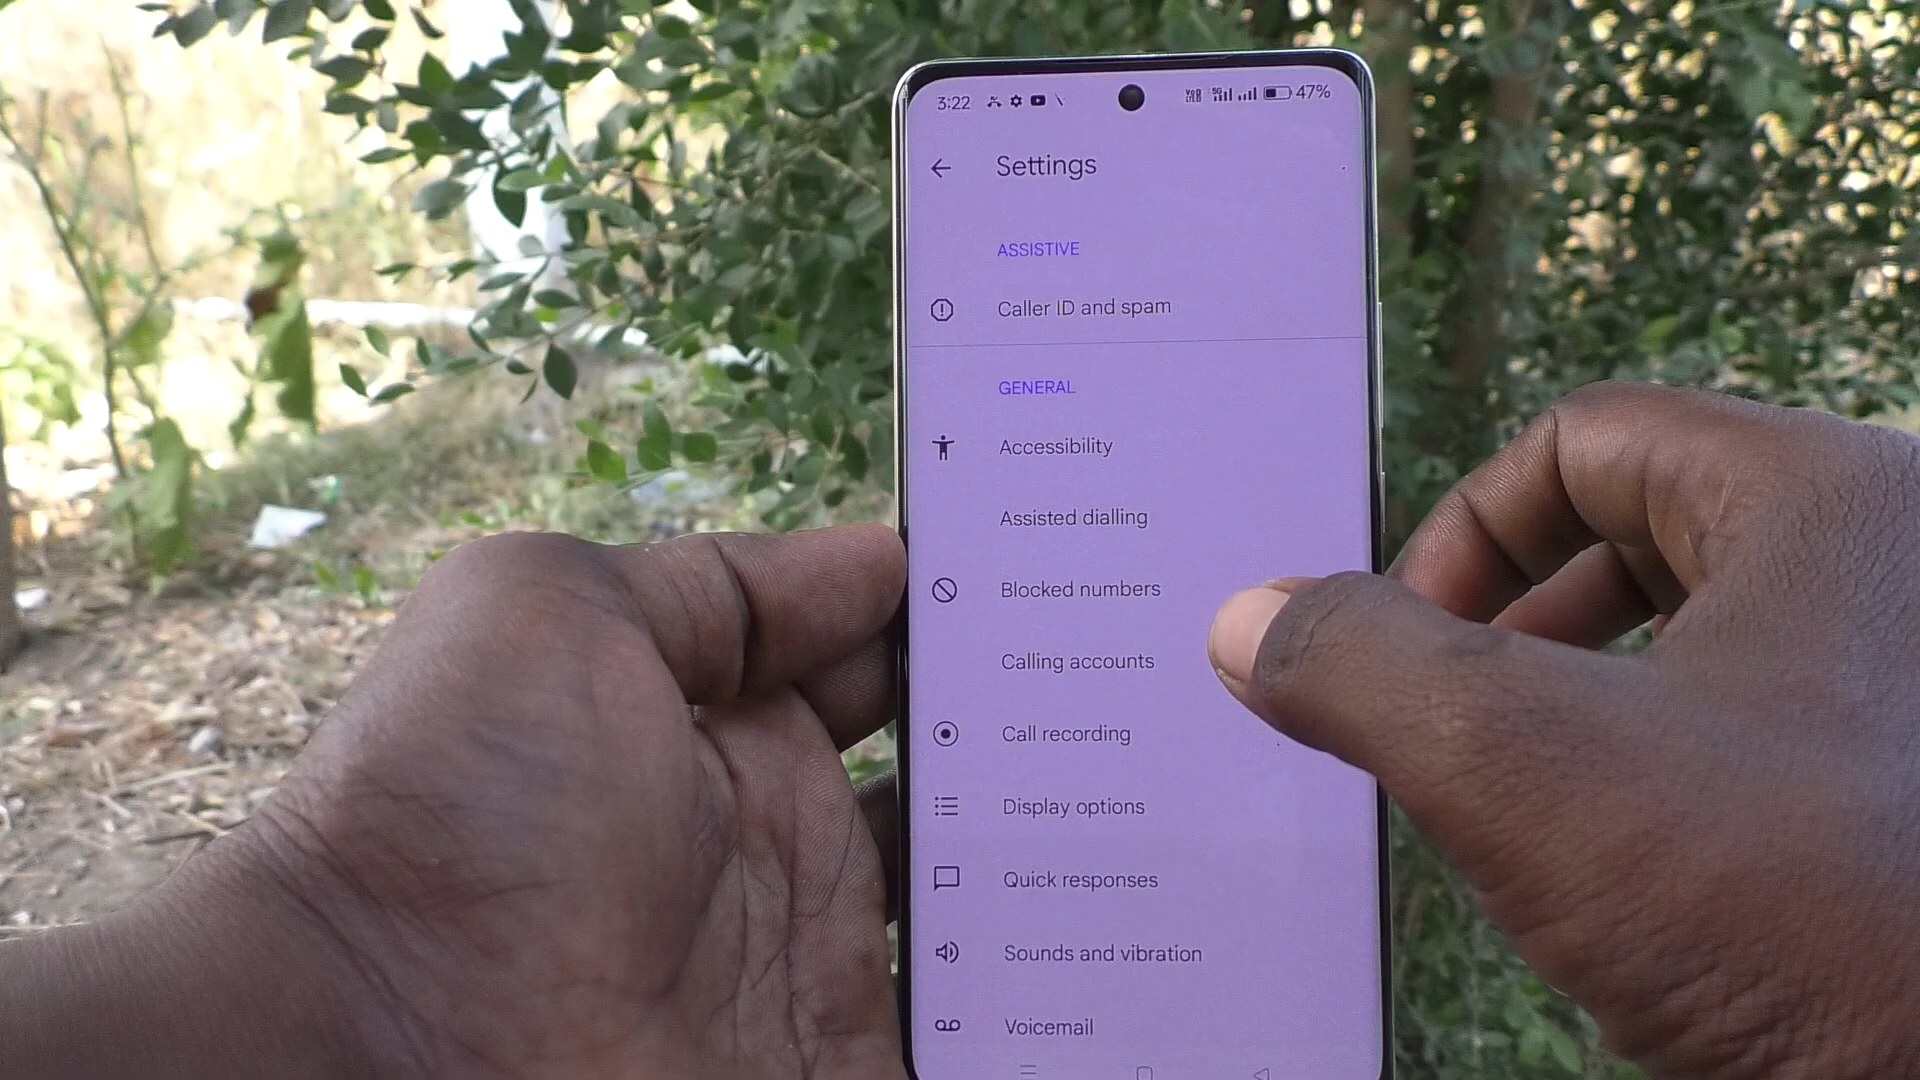 3:22 47%
Settings
ASSISTIVE
Caller ID and spam
GENERAL
Accessibility
Assisted dialling
Blocked numbers
Calling accounts
Call recording
Display options
Quick responses
Sounds and vibration
Voicemail